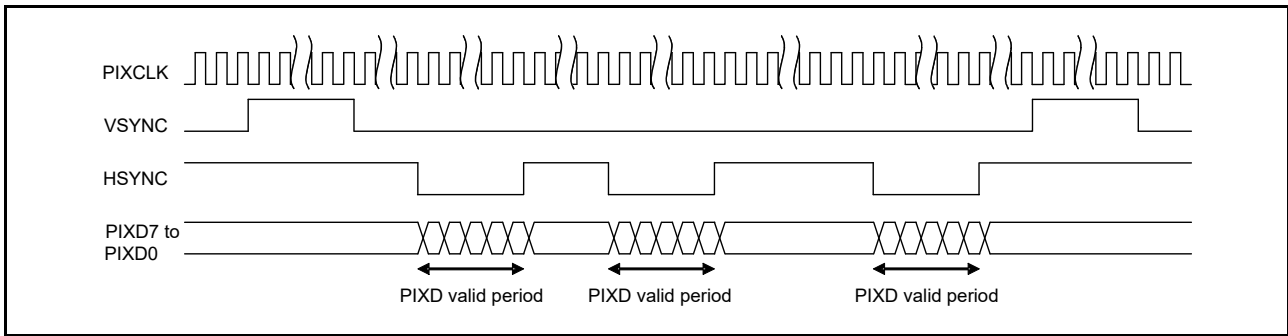 PIXCLK
VSYNC
HSYNC
PIXD7 to
PIXD0
PIXD valid period
PIXD valid period
PIXD valid period